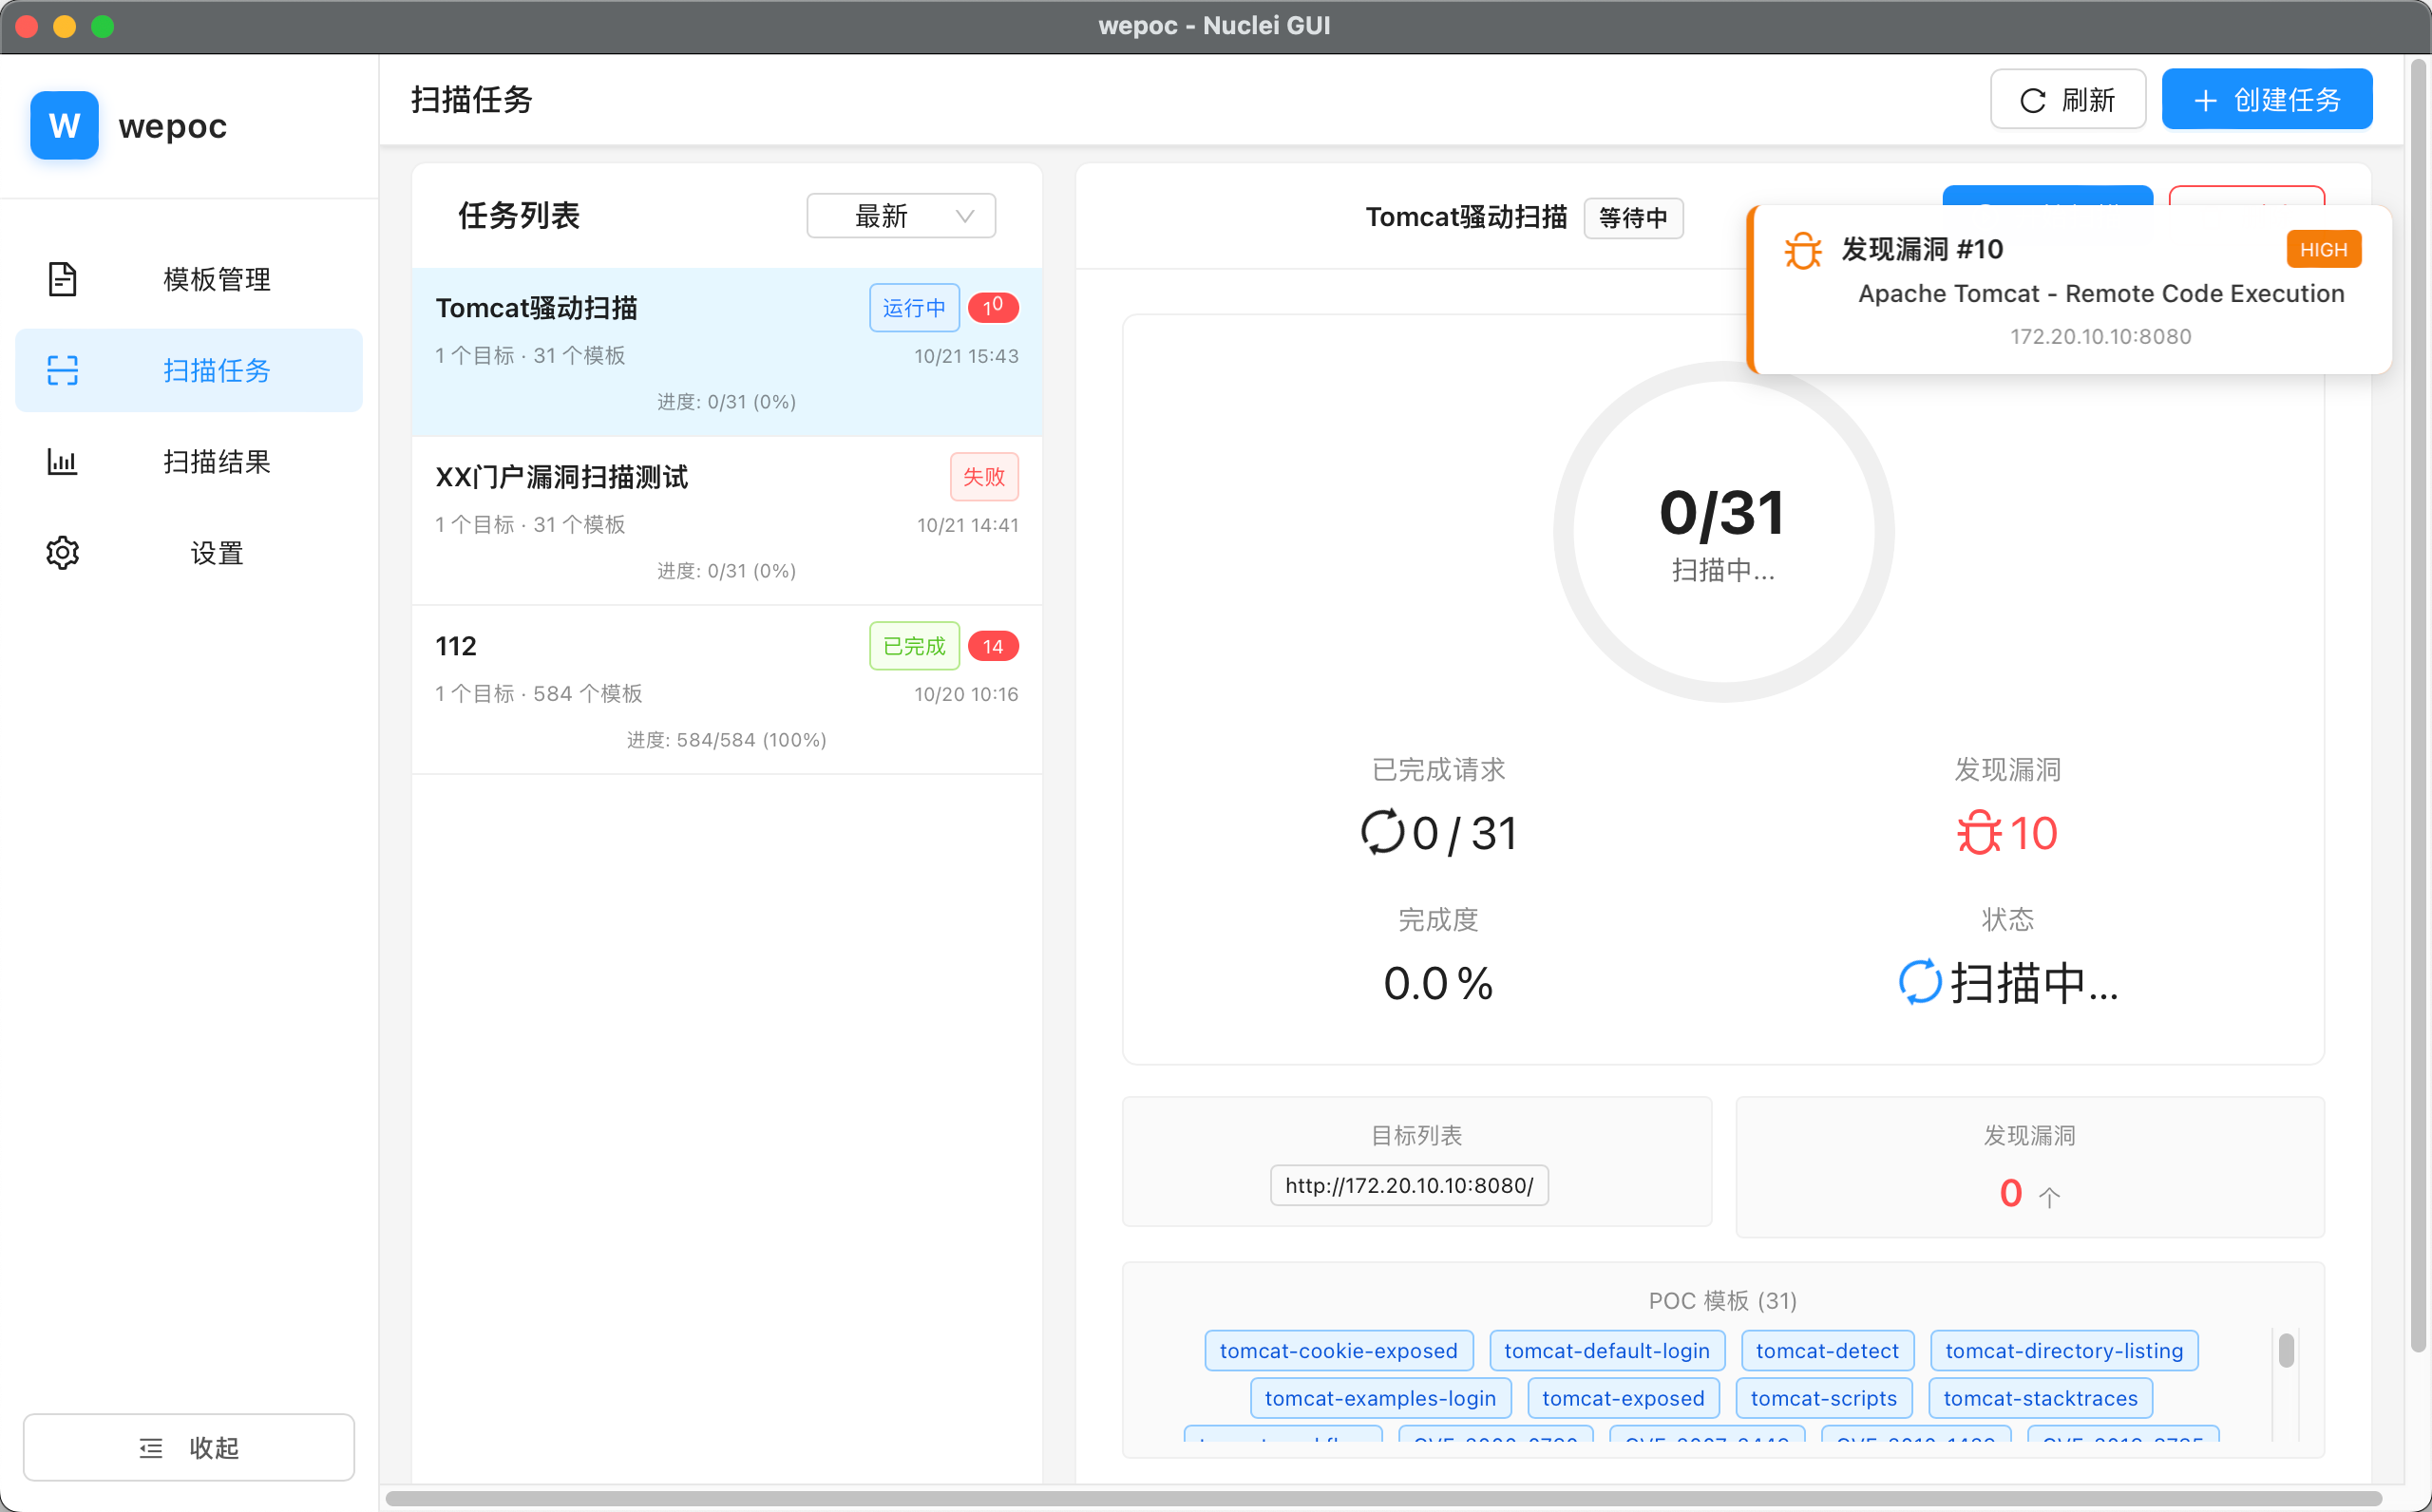 wepoc - Nuclei GUI
W wepoc
模板管理
扫描任务
扫描结果
设置
收起
扫描任务
刷新
创建任务
任务列表
最新
Tomcat骚动扫描 运行中 10
1 个目标 · 31 个模板 10/21 15:43
进度: 0/31 (0%)
XX门户漏洞扫描测试 失败
1 个目标 · 31 个模板 10/21 14:41
进度: 0/31 (0%)
112 已完成 14
1 个目标 · 584 个模板 10/20 10:16
进度: 584/584 (100%)
Tomcat骚动扫描 等待中
发现漏洞 #10 HIGH
Apache Tomcat - Remote Code Execution
172.20.10.10:8080
0/31
扫描中...
已完成请求 发现漏洞
0 / 31 10
完成度 状态
0.0 % 扫描中...
目标列表
http://172.20.10.10:8080/
发现漏洞
0 个
POC 模板 (31)
tomcat-cookie-exposed tomcat-default-login tomcat-detect tomcat-directory-listing
tomcat-examples-login tomcat-exposed tomcat-scripts tomcat-stacktraces